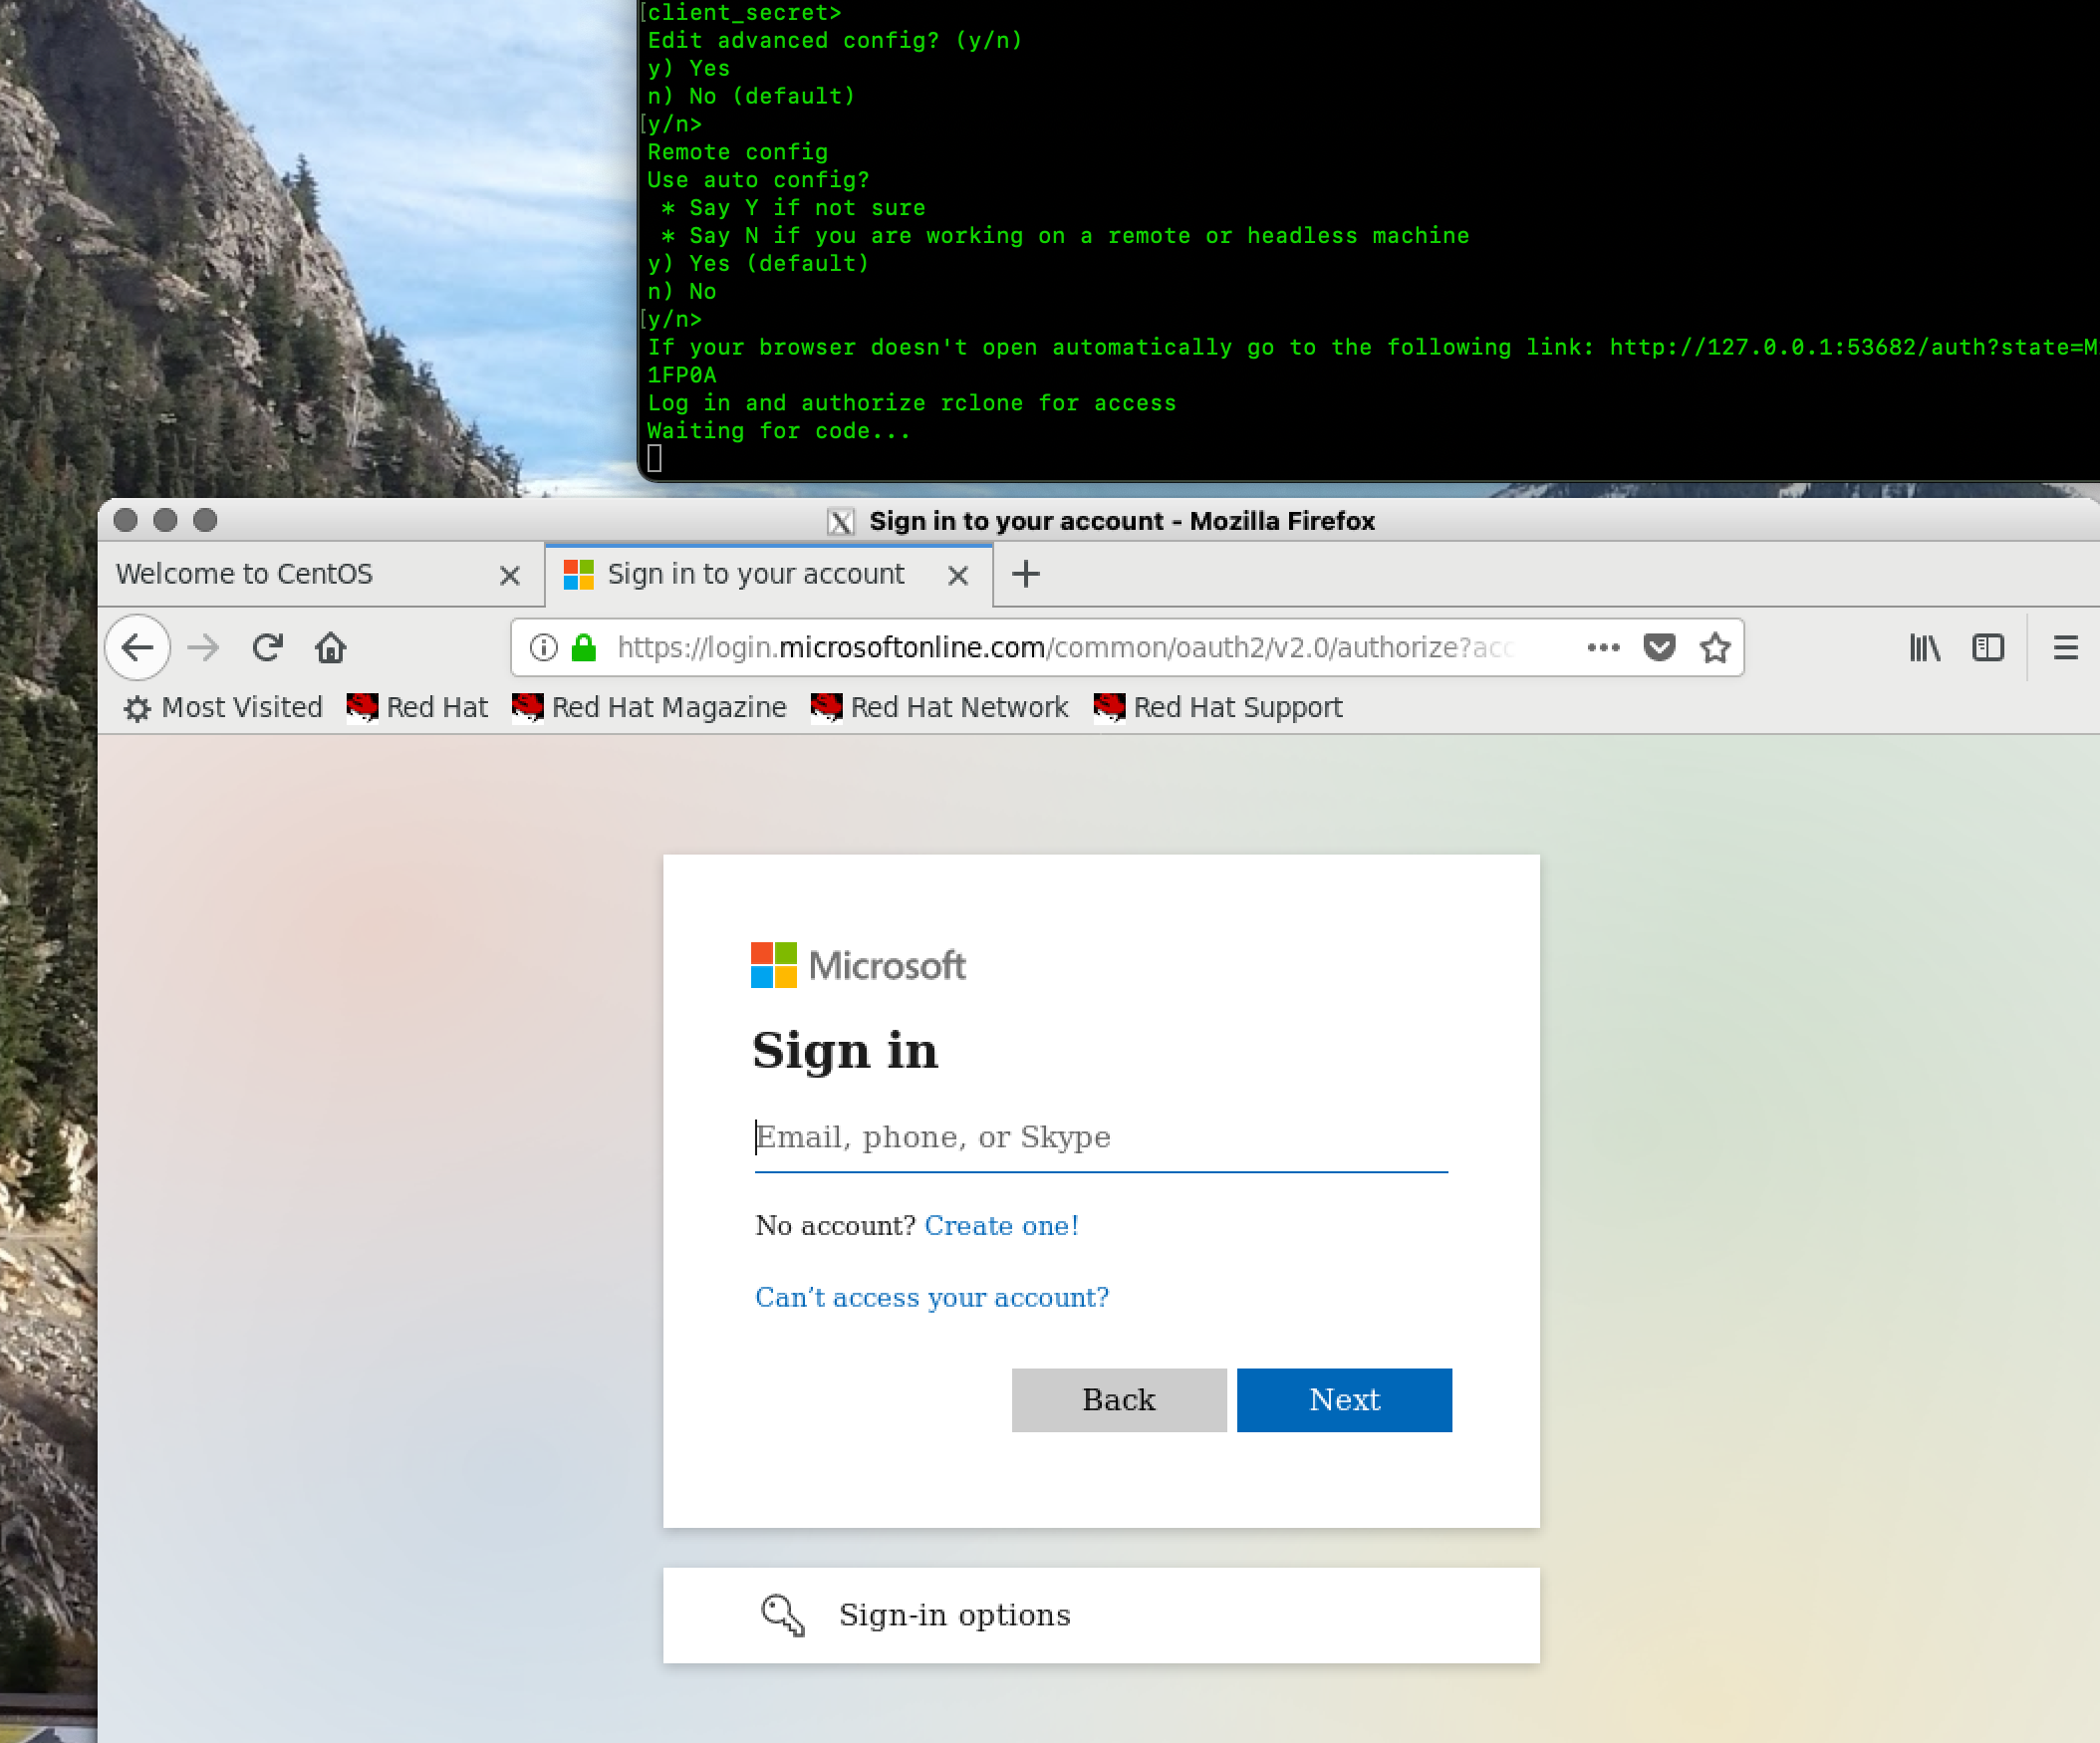 [client_secret>
Edit advanced config? (y/n)
y) Yes
n) No (default)
[y/n>
Remote config
Use auto config?
* Say Y if not sure
* Say N if you are working on a remote or headless machine
y) Yes (default)
n) No
[y/n>
If your browser doesn't open automatically go to the following link: http://127.0.0.1:53682/auth?state=M
1FP0A
Log in and authorize rclone for access
Waiting for code...
Sign in to your account - Mozilla Firefox
Welcome to CentOS
Sign in to your account
https://login.microsoftonline.com/common/oauth2/v2.0/authorize?acc
Most Visited Red Hat Red Hat Magazine Red Hat Network Red Hat Support
Microsoft
Sign in
Email, phone, or Skype
No account? Create one!
Can’t access your account?
Back Next
Sign-in options